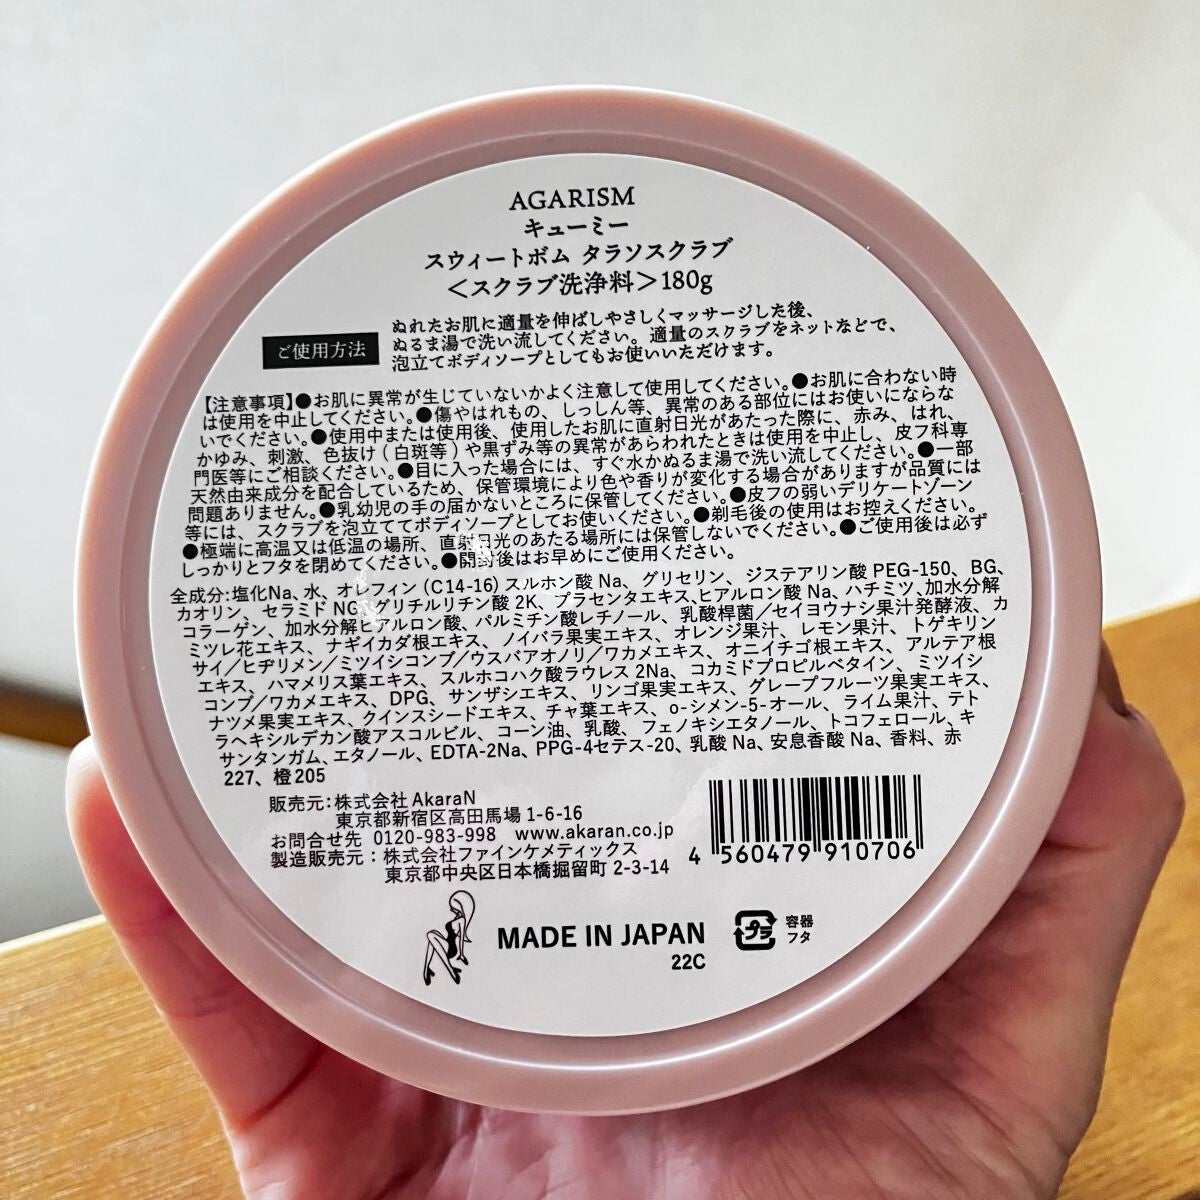 AGARISM
キューミー
スウィートボム タラソスクラブ
＜スクラブ洗浄料＞180g
ご使用方法
ぬれたお肌に適量を伸ばしやさしくマッサージした後、
ぬるま湯で洗い流してください。適量のスクラブをネットなどで、
泡立てボディソープとしてもお使いいただけます。
【注意事項】●お肌に異常が生じていないかよく注意して使用してください。●お肌に合わない時
は使用を中止してください。●傷やはれもの、しっしん等、異常のある部位にはお使いにならな
いでください。●使用中または使用後、使用したお肌に直射日光があたった際に、赤み、はれ、
かゆみ、刺激、色抜け(白斑等)や黒ずみ等の異常があらわれたときは使用を中止し、皮フ科専
門医等にご相談ください。●目に入った場合には、すぐ水かぬるま湯で洗い流してください。●一部
天然由来成分を配合しているため、保管環境により色や香りが変化する場合がありますが品質には
問題ありません。●乳幼児の手の届かないところに保管してください。●皮フの弱いデリケートゾーン
等には、スクラブを泡立ててボディソープとしてお使いください。●剃毛後の使用はお控えください。
●極端に高温又は低温の場所、直射日光のあたる場所には保管しないでください。●ご使用後は必ず
しっかりとフタを閉めてください。●開封後はお早めにご使用ください。
全成分:塩化Na、水、オレフィン(C14-16)スルホン酸Na、グリセリン、ジステアリン酸PEG-150、BG、
カオリン、セラミドNG、グリチルリチン酸2K、プラセンタエキス、ヒアルロン酸Na、ハチミツ、加水分解
コラーゲン、加水分解ヒアルロン酸、パルミチン酸レチノール、乳酸桿菌／セイヨウナシ果汁発酵液、カ
ミツレ花エキス、ナギイカダ根エキス、ノイバラ果実エキス、オレンジ果汁、レモン果汁、トゲキリン
サイ／ヒヂリメン／ミツイシコンブ／ウスバアオノリ／ワカメエキス、オニイチゴ根エキス、アルテア根
エキス、ハマメリス葉エキス、スルホコハク酸ラウレス2Na、コカミドプロピルベタイン、ミツイシ
コンブ／ワカメエキス、DPG、サンザシエキス、リンゴ果実エキス、グレープフルーツ果実エキス、
ナツメ果実エキス、クインスシードエキス、チャ葉エキス、o-シメン-5-オール、ライム果汁、テト
ラヘキシルデカン酸アスコルビル、コーン油、乳酸、フェノキシエタノール、トコフェロール、キ
サンタンガム、エタノール、EDTA-2Na、PPG-4セテス-20、乳酸Na、安息香酸Na、香料、赤
227、橙205
販売元:株式会社AkaraN
東京都新宿区高田馬場1-6-16
お問合せ先 0120-983-998 www.akaran.co.jp
製造販売元:株式会社ファインケメティックス
東京都中央区日本橋掘留町2-3-14
4 560479 910706
MADE IN JAPAN
22C
プラ
容器
フタ